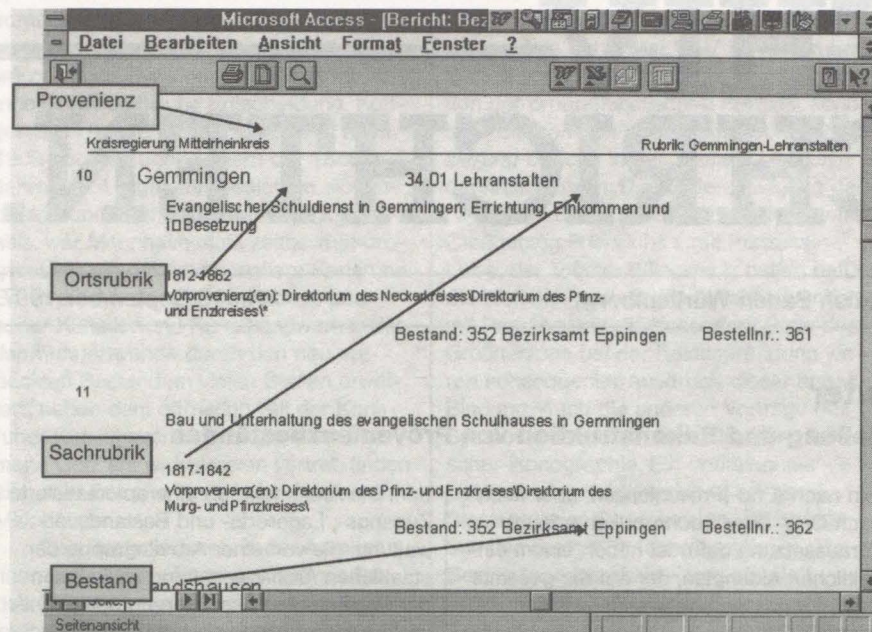 Microsoft Access - [Bericht: Bez
Datei Bearbeiten Ansicht Format Fenster ?
Provenienz
Kreisregierung Mittelrheinkreis Rubrik: Gemmingen-Lehranstalten
10 Gemmingen 34.01 Lehranstalten
Evangelischer Schuldienst in Gemmingen; Errichtung, Einkommen und
Besetzung
Ortsrubrik
1812-1862
Vorprovenienz(en): Direktorium des Neckarkreises\Direktorium des Pfinz-
und Enzkreises\*
Bestand: 352 Bezirksamt Eppingen Bestellnr.: 361
11
Bau und Unterhaltung des evangelischen Schulhauses in Gemmingen
Sachrubrik
1817-1842
Vorprovenienz(en): Direktorium des Pfinz- und Enzkreises\Direktorium des
Murg- und Pfinzkreises\
Bestand: 352 Bezirksamt Eppingen Bestellnr.: 362
Bestand
Seitenansicht